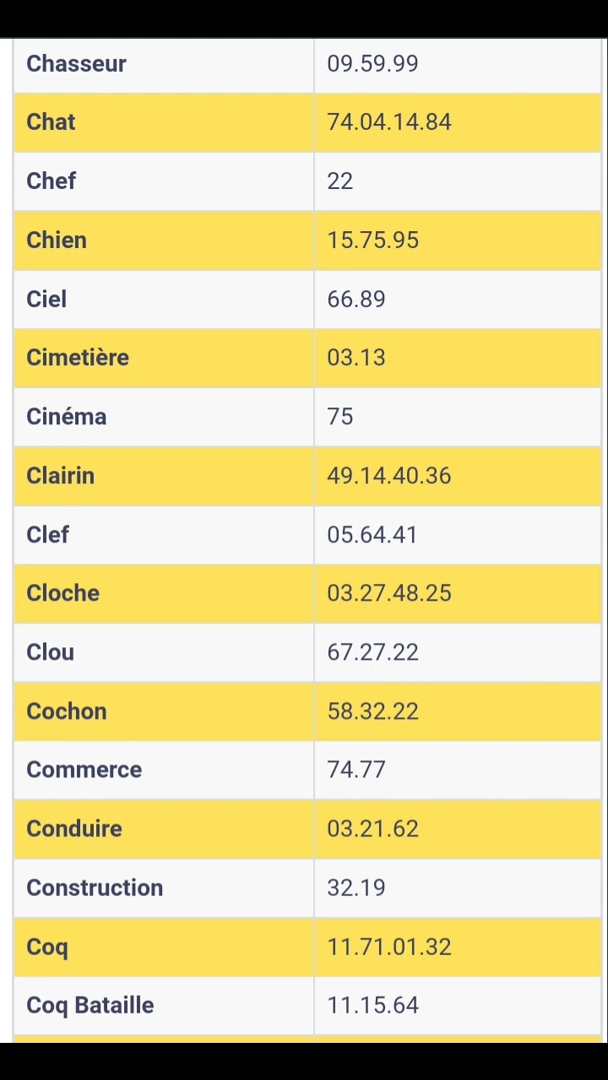 Chasseur 09.59.99
Chat 74.04.14.84
Chef 22
Chien 15.75.95
Ciel 66.89
Cimetière 03.13
Cinéma 75
Clairin 49.14.40.36
Clef 05.64.41
Cloche 03.27.48.25
Clou 67.27.22
Cochon 58.32.22
Commerce 74.77
Conduire 03.21.62
Construction 32.19
Coq 11.71.01.32
Coq Bataille 11.15.64